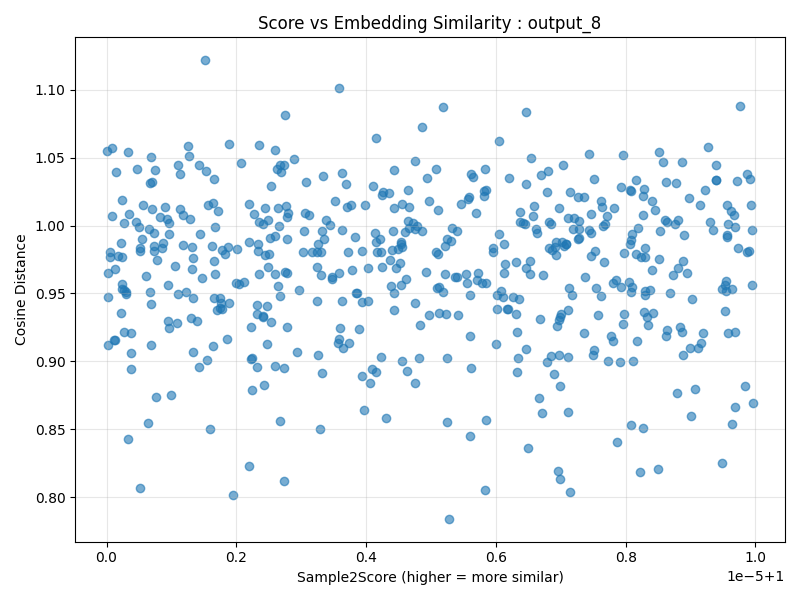 Score vs Embedding Similarity : output_8
Cosine Distance
1.10
1.05
1.00
0.95
0.90
0.85
0.80
0.0 0.2 0.4 0.6 0.8 1.0
Sample2Score (higher = more similar)
1e−5+1